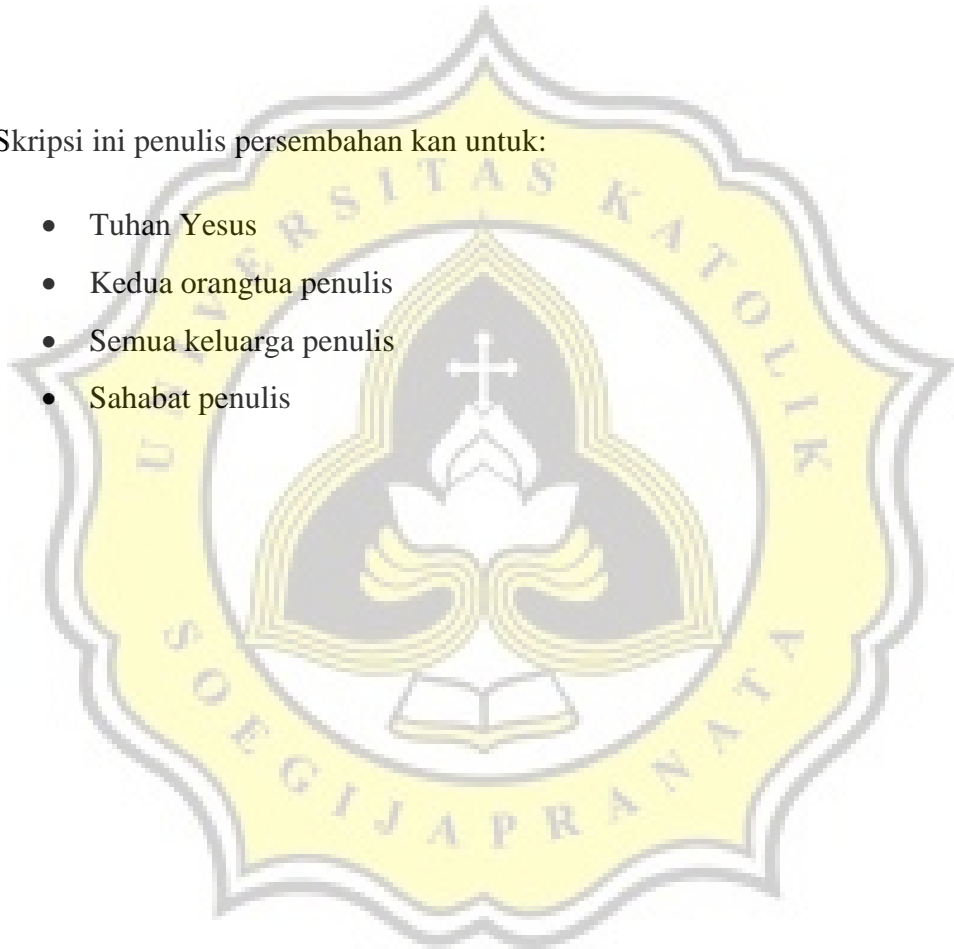 Skripsi ini penulis persembahan kan untuk:
• Tuhan Yesus
• Kedua orangtua penulis
• Semua keluarga penulis
• Sahabat penulis
UNIVERSITAS KATOLIK
SOEGIJAPRANATA